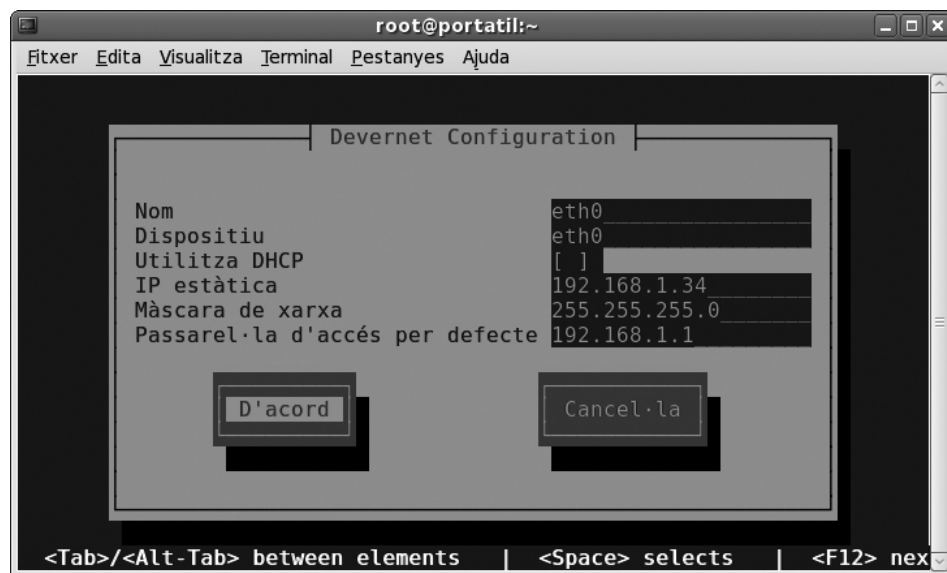 root@portatil:~
Fitxer Edita Visualitza Terminal Pestanyes Ajuda
Devernet Configuration
Nom eth0
Dispositiu eth0
Utilitza DHCP [ ]
IP estàtica 192.168.1.34
Màscara de xarxa 255.255.255.0
Passarel·la d'accés per defecte 192.168.1.1
D'acord Cancel·la
<Tab>/<Alt-Tab> between elements | <Space> selects | <F12> nex